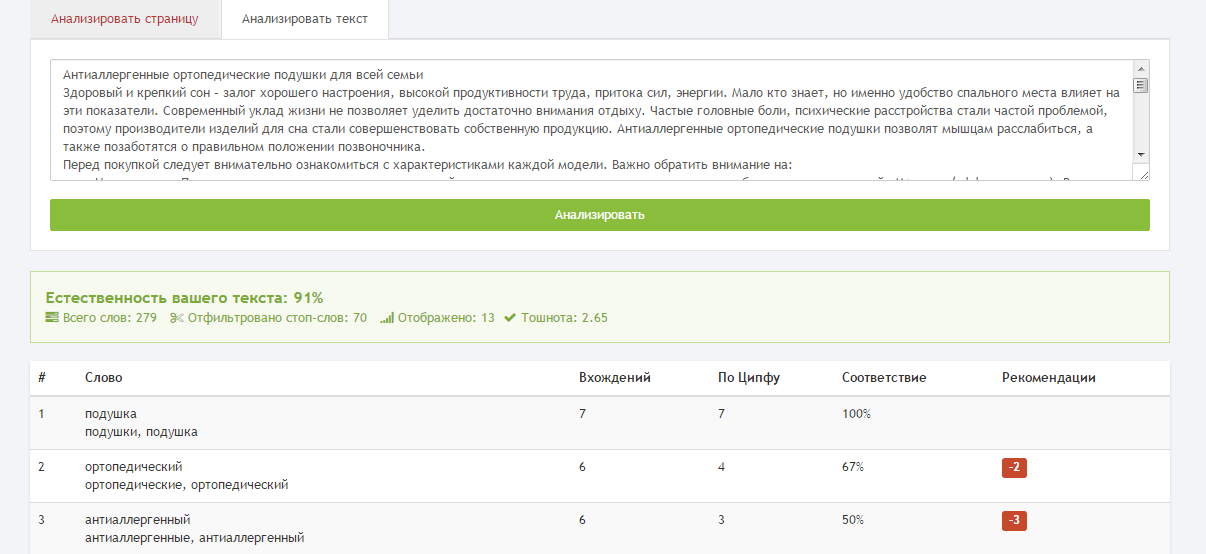 Анализировать страницу
Анализировать текст
Антиаллергенные ортопедические подушки для всей семьи
Здоровый и крепкий сон – залог хорошего настроения, высокой продуктивности труда, притока сил, энергии. Мало кто знает, но именно удобство спального места влияет на
эти показатели. Современный уклад жизни не позволяет уделить достаточно внимания отдыху. Частые головные боли, психические расстройства стали частой проблемой,
поэтому производители изделий для сна стали совершенствовать собственную продукцию. Антиаллергенные ортопедические подушки позволят мышцам расслабиться, а
также позаботятся о правильном положении позвоночника.
Перед покупкой следует внимательно ознакомиться с характеристиками каждой модели. Важно обратить внимание на:
Анализировать
Естественность вашего текста: 91%
Всего слов: 279 Отфильтровано стоп-слов: 70 Отображено: 13 Тошнота: 2.65
# Слово Вхождений По Ципфу Соответствие Рекомендации
1 подушка 7 7 100%
подушки, подушка
2 ортопедический 6 4 67% -2
ортопедические, ортопедический
3 антиаллергенный 6 3 50% -3
антиаллергенные, антиаллергенный